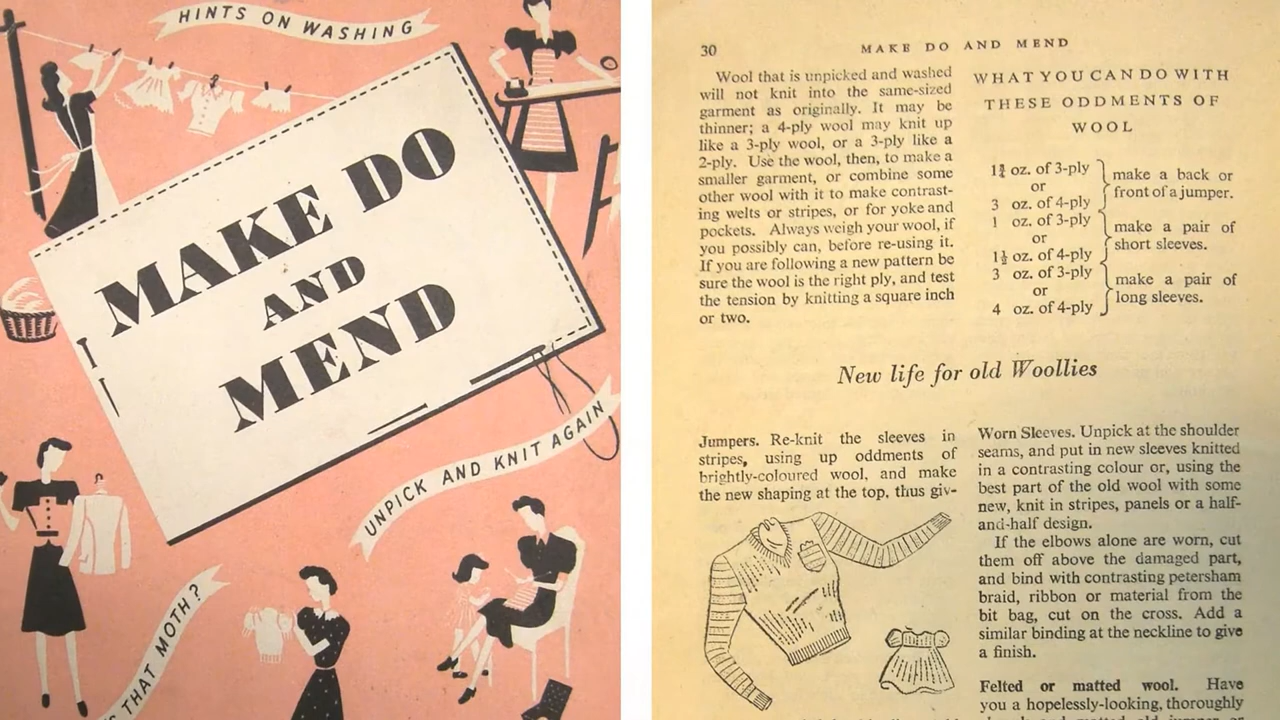 HINTS ON WASHING
MAKE DO
AND
MEND
UNPICK AND KNIT AGAIN
THAT MOTH?
30
MAKE DO AND MEND
Wool that is unpicked and washed
will not knit into the same-sized
garment as originally. It may be
thinner; a 4-ply wool may knit up
like a 3-ply wool, or a 3-ply like a
2-ply. Use the wool, then, to make a
smaller garment, or combine some
other wool with it to make contrast-
ing welts or stripes, or for yoke and
pockets. Always weigh your wool, if
you possibly can, before re-using it.
If you are following a new pattern be
sure the wool is the right ply, and test
the tension by knitting a square inch
or two.
WHAT YOU CAN DO WITH
THESE ODDMENTS OF
WOOL
1¾ oz. of 3-ply
or
3 oz. of 4-ply
make a back or
front of a jumper.
1 oz. of 3-ply
or
1½ oz. of 4-ply
make a pair of
short sleeves.
3 oz. of 3-ply
or
4 oz. of 4-ply
make a pair of
long sleeves.
New life for old Woollies
Jumpers. Re-knit the sleeves in
stripes, using up oddments of
brightly-coloured wool, and make
the new shaping at the top, thus giv-
Worn Sleeves. Unpick at the shoulder
seams, and put in new sleeves knitted
in a contrasting colour or, using the
best part of the old wool with some
new, knit in stripes, panels or a half-
and-half design.
If the elbows alone are worn, cut
them off above the damaged part,
and bind with contrasting petersham
braid, ribbon or material from the
bit bag, cut on the cross. Add a
similar binding at the neckline to give
a finish.
Felted or matted wool. Have
you a hopelessly-looking, thoroughly